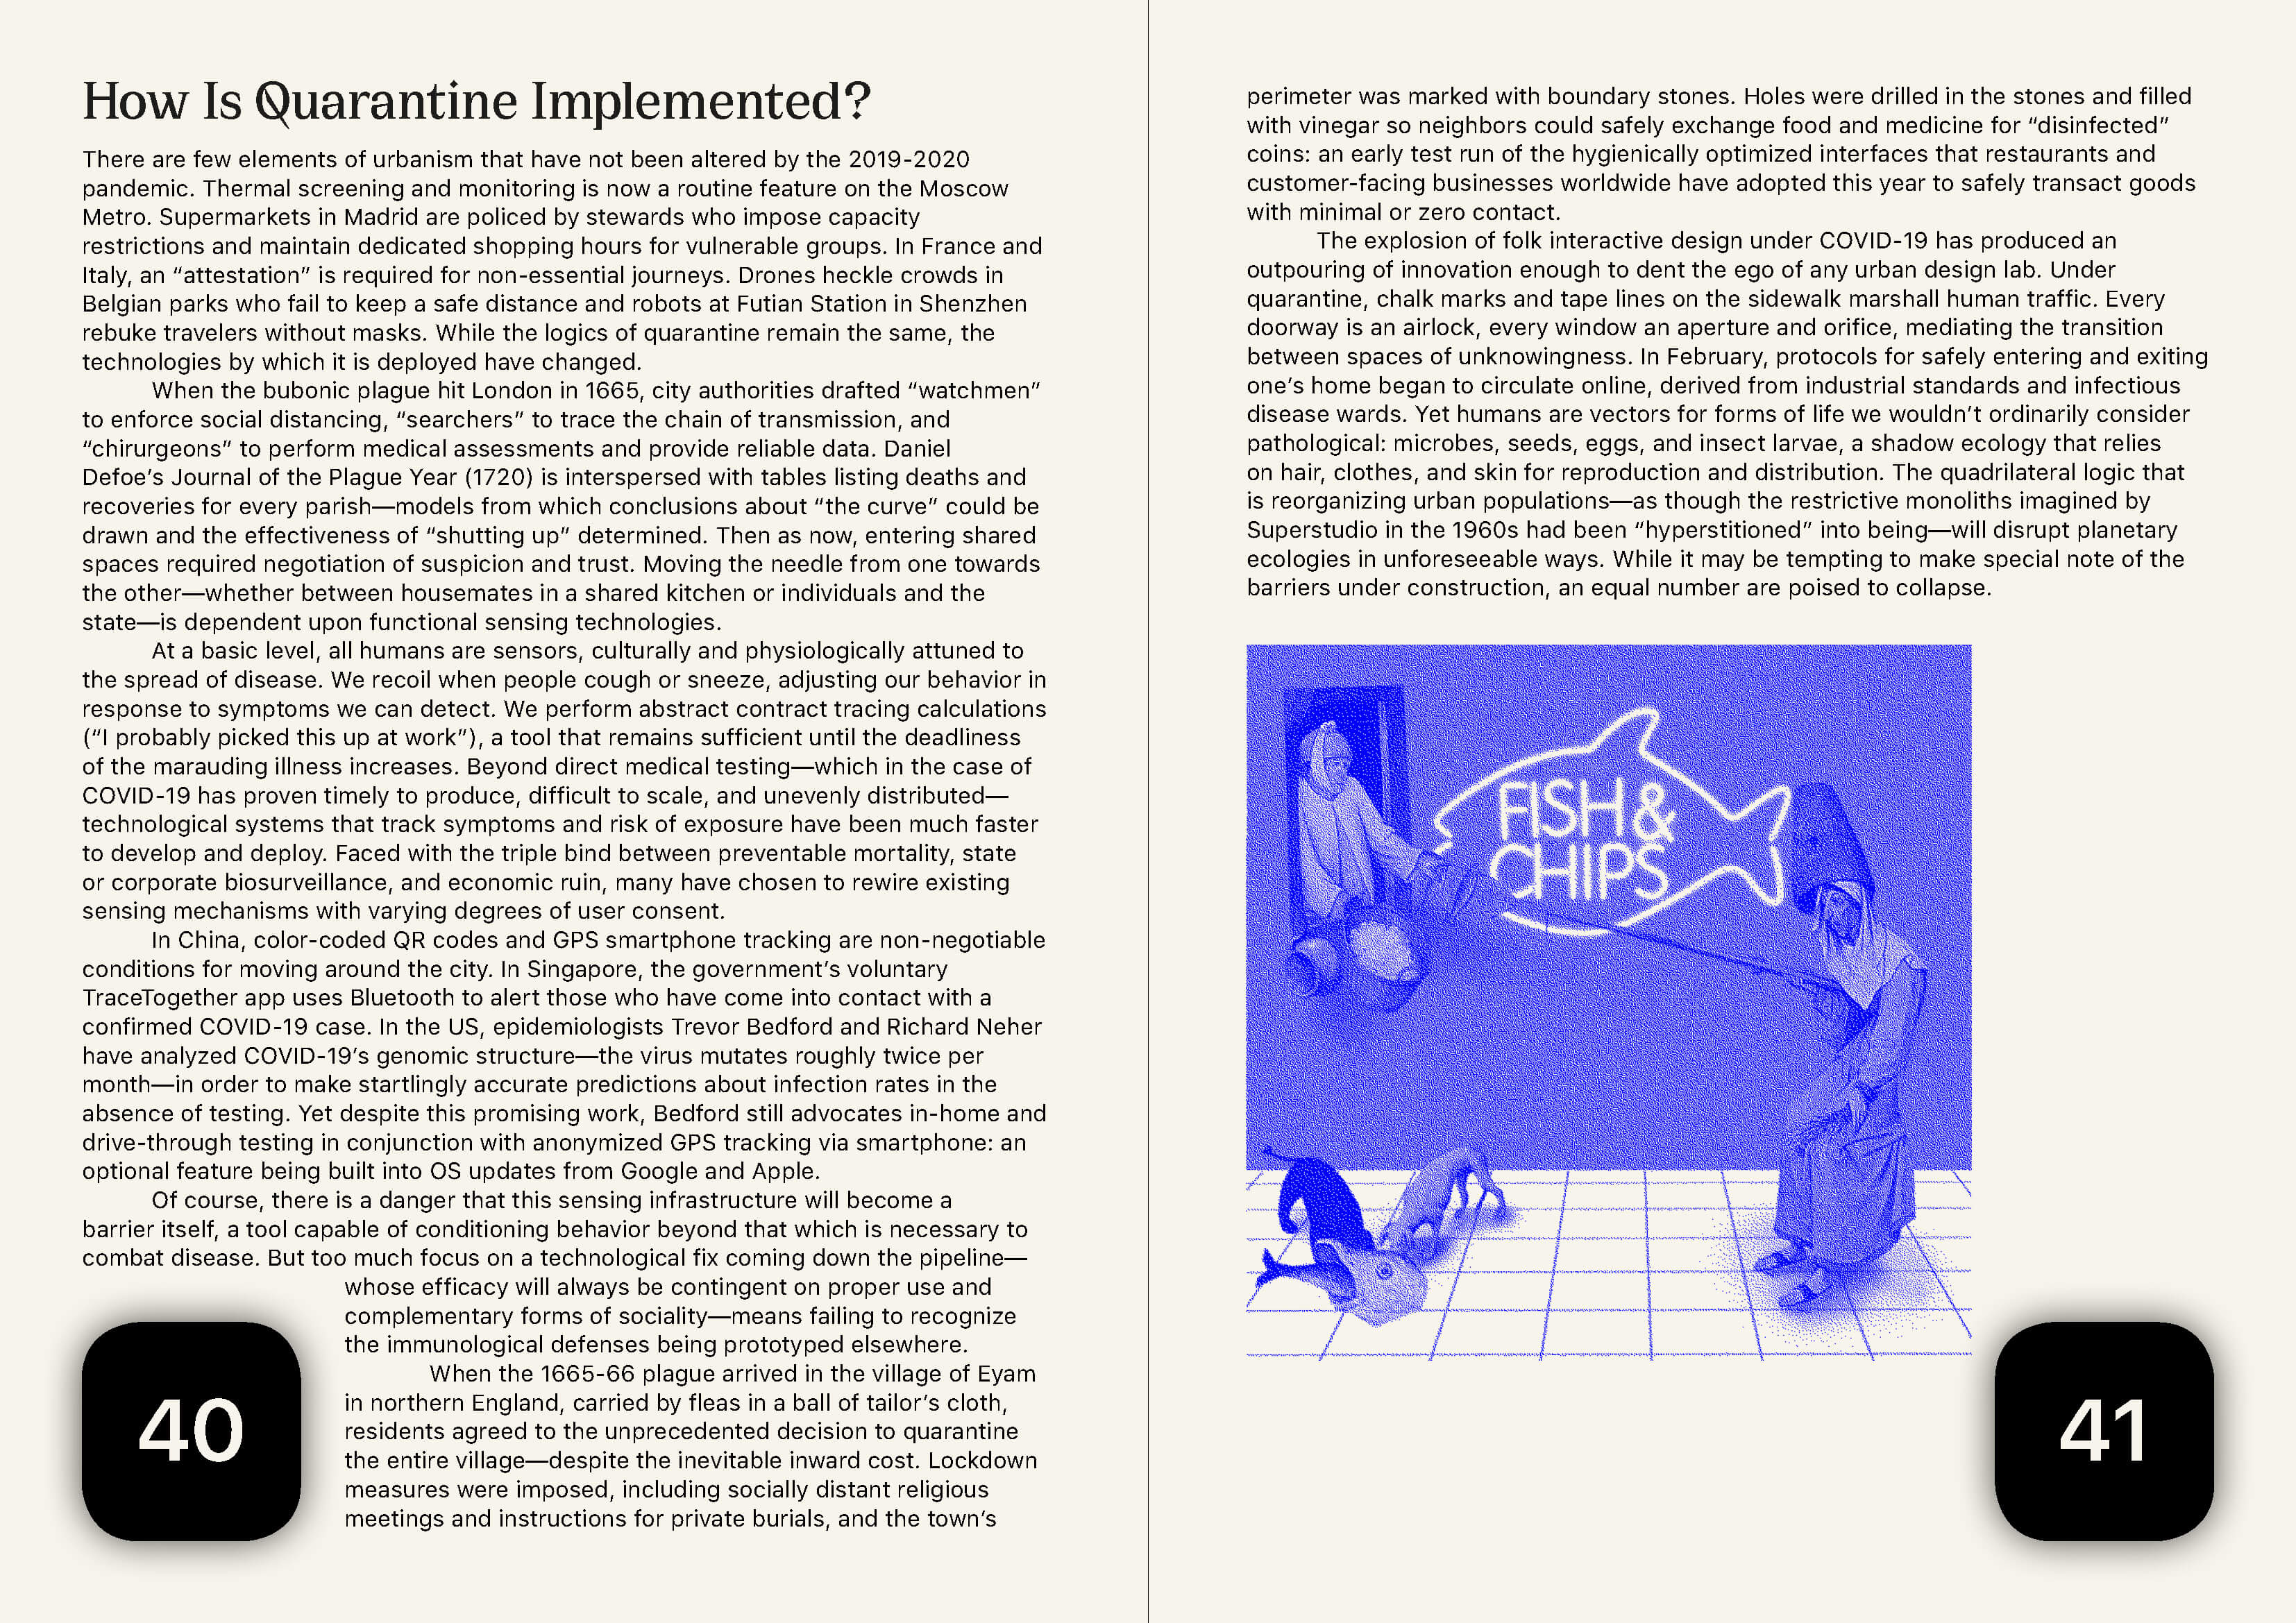 How Is Quarantine Implemented?
There are few elements of urbanism that have not been altered by the 2019-2020
pandemic. Thermal screening and monitoring is now a routine feature on the Moscow
Metro. Supermarkets in Madrid are policed by stewards who impose capacity
restrictions and maintain dedicated shopping hours for vulnerable groups. In France and
Italy, an “attestation” is required for non-essential journeys. Drones heckle crowds in
Belgian parks who fail to keep a safe distance and robots at Futian Station in Shenzhen
rebuke travelers without masks. While the logics of quarantine remain the same, the
technologies by which it is deployed have changed.
When the bubonic plague hit London in 1665, city authorities drafted “watchmen”
to enforce social distancing, “searchers” to trace the chain of transmission, and
“chirurgeons” to perform medical assessments and provide reliable data. Daniel
Defoe’s Journal of the Plague Year (1720) is interspersed with tables listing deaths and
recoveries for every parish—models from which conclusions about “the curve” could be
drawn and the effectiveness of “shutting up” determined. Then as now, entering shared
spaces required negotiation of suspicion and trust. Moving the needle from one towards
the other—whether between housemates in a shared kitchen or individuals and the
state—is dependent upon functional sensing technologies.
At a basic level, all humans are sensors, culturally and physiologically attuned to
the spread of disease. We recoil when people cough or sneeze, adjusting our behavior in
response to symptoms we can detect. We perform abstract contract tracing calculations
(“I probably picked this up at work”), a tool that remains sufficient until the deadliness
of the marauding illness increases. Beyond direct medical testing—which in the case of
COVID-19 has proven timely to produce, difficult to scale, and unevenly distributed—
technological systems that track symptoms and risk of exposure have been much faster
to develop and deploy. Faced with the triple bind between preventable mortality, state
or corporate biosurveillance, and economic ruin, many have chosen to rewire existing
sensing mechanisms with varying degrees of user consent.
In China, color-coded QR codes and GPS smartphone tracking are non-negotiable
conditions for moving around the city. In Singapore, the government’s voluntary
TraceTogether app uses Bluetooth to alert those who have come into contact with a
confirmed COVID-19 case. In the US, epidemiologists Trevor Bedford and Richard Neher
have analyzed COVID-19’s genomic structure—the virus mutates roughly twice per
month—in order to make startlingly accurate predictions about infection rates in the
absence of testing. Yet despite this promising work, Bedford still advocates in-home and
drive-through testing in conjunction with anonymized GPS tracking via smartphone: an
optional feature being built into OS updates from Google and Apple.
Of course, there is a danger that this sensing infrastructure will become a
barrier itself, a tool capable of conditioning behavior beyond that which is necessary to
combat disease. But too much focus on a technological fix coming down the pipeline—
whose efficacy will always be contingent on proper use and
complementary forms of sociality—means failing to recognize
the immunological defenses being prototyped elsewhere.
When the 1665-66 plague arrived in the village of Eyam
in northern England, carried by fleas in a ball of tailor’s cloth,
residents agreed to the unprecedented decision to quarantine
the entire village—despite the inevitable inward cost. Lockdown
measures were imposed, including socially distant religious
meetings and instructions for private burials, and the town’s
40
perimeter was marked with boundary stones. Holes were drilled in the stones and filled
with vinegar so neighbors could safely exchange food and medicine for “disinfected”
coins: an early test run of the hygienically optimized interfaces that restaurants and
customer-facing businesses worldwide have adopted this year to safely transact goods
with minimal or zero contact.
The explosion of folk interactive design under COVID-19 has produced an
outpouring of innovation enough to dent the ego of any urban design lab. Under
quarantine, chalk marks and tape lines on the sidewalk marshall human traffic. Every
doorway is an airlock, every window an aperture and orifice, mediating the transition
between spaces of unknowingness. In February, protocols for safely entering and exiting
one’s home began to circulate online, derived from industrial standards and infectious
disease wards. Yet humans are vectors for forms of life we wouldn’t ordinarily consider
pathological: microbes, seeds, eggs, and insect larvae, a shadow ecology that relies
on hair, clothes, and skin for reproduction and distribution. The quadrilateral logic that
is reorganizing urban populations—as though the restrictive monoliths imagined by
Superstudio in the 1960s had been “hyperstitioned” into being—will disrupt planetary
ecologies in unforeseeable ways. While it may be tempting to make special note of the
barriers under construction, an equal number are poised to collapse.
FISH &
CHIPS
41